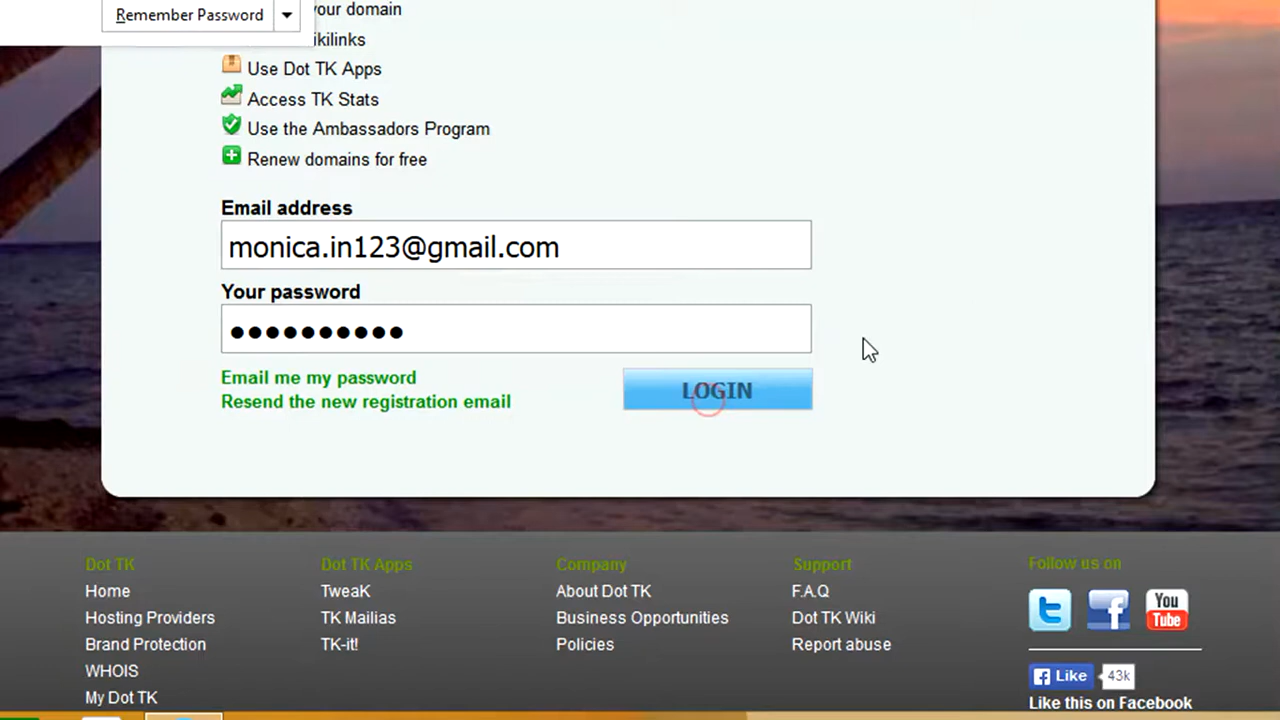 Remember Password
your domain
Use Dot TK Apps
Access TK Stats
Use the Ambassadors Program
Renew domains for free
Email address
monica.in123@gmail.com
Your password
Email me my password
LOGIN
Resend the new registration email
Dot TK
Dot TK Apps
Company
Support
Follow us on
Home
TweaK
About Dot TK
F.A.Q
Hosting Providers
TK Mailias
Business Opportunities
Dot TK Wiki
You
Tube
Brand Protection
TK-it!
Policies
Report abuse
WHOIS
Like
43k
My Dot TK
Like this on Facebook